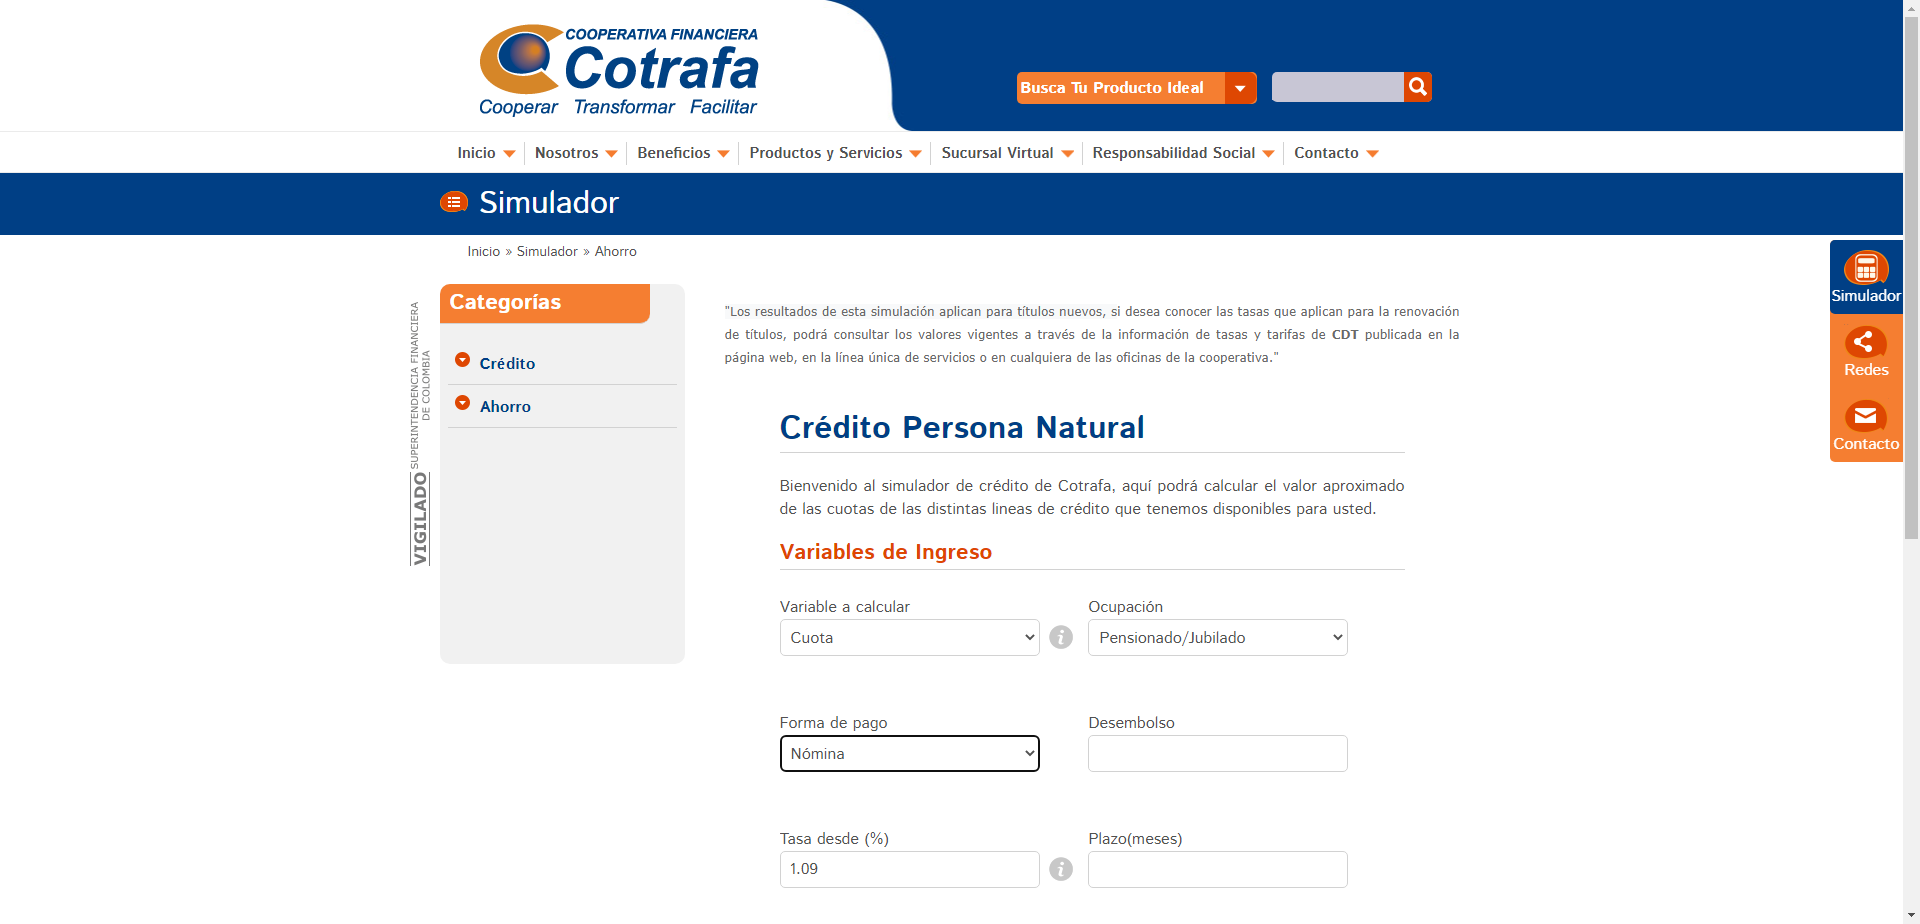 COOPERATIVA FINANCIERA
Cotrafa
Cooperar Transformar Facilitar
Busca Tu Producto Ideal
Inicio
Nosotros
Beneficios
Productos y Servicios
Sucursal Virtual
Responsabilidad Social
Contacto
Simulador
Inicio » Simulador » Ahorro
VIGILADO
SUPERINTENDENCIA FINANCIERA
DE COLOMBIA
Categorías
Crédito
Ahorro
"Los resultados de esta simulación aplican para títulos nuevos, si desea conocer las tasas que aplican para la renovación
de títulos, podrá consultar los valores vigentes a través de la información de tasas y tarifas de CDT publicada en la
página web, en la línea única de servicios o en cualquiera de las oficinas de la cooperativa."
Crédito Persona Natural
Bienvenido al simulador de crédito de Cotrafa, aquí podrá calcular el valor aproximado
de las cuotas de las distintas lineas de crédito que tenemos disponibles para usted.
Variables de Ingreso
Variable a calcular
Cuota
Ocupación
Pensionado/Jubilado
Forma de pago
Nómina
Desembolso
Tasa desde (%)
1.09
Plazo(meses)
Simulador
Redes
Contacto